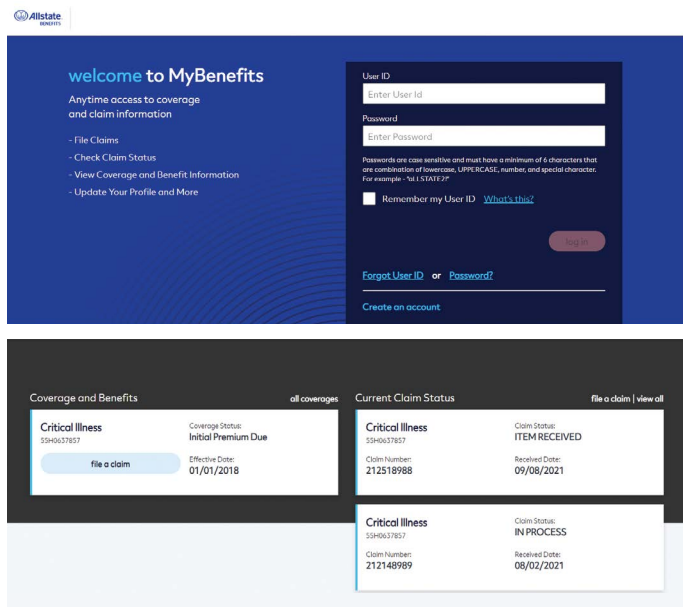 Allstate
BENEFITS
welcome to MyBenefits
Anytime access to coverage
and claim information
- File Claims
- Check Claim Status
- View Coverage and Benefit Information
- Update Your Profile and More
User ID
Enter User Id
Password
Enter Password
Passwords are case sensitive and must have a minimum of 6 characters that
are combination of lowercase, UPPERCASE, number, and special character.
For example - "aLLSTATE2!"
Remember my User ID What's this?
log in
Forgot User ID or Password?
Create an account
Coverage and Benefits all coverages
Critical Illness
55H0637857
file a claim
Coverage Status:
Initial Premium Due
Effective Date:
01/01/2018
Current Claim Status file a claim | view all
Critical Illness
55H0637857
Claim Status:
ITEM RECEIVED
Claim Number:
212518988
Received Date:
09/08/2021
Critical Illness
55H0637857
Claim Status:
IN PROCESS
Claim Number:
212148989
Received Date:
08/02/2021